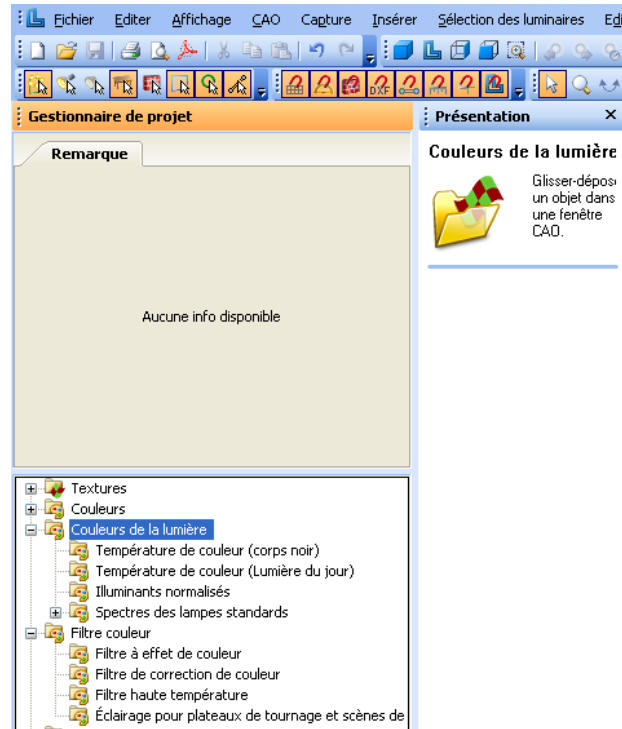 Fichier Editer Affichage CAO Capture Insérer Sélection des luminaires
DXF
Gestionnaire de projet
Présentation
Remarque
Aucune info disponible
Couleurs de la lumière
Glisser-dépos
un objet dans
une fenêtre
CAO.
Textures
Couleurs
Couleurs de la lumière
Température de couleur (corps noir)
Température de couleur (Lumière du jour)
Illuminants normalisés
Spectres des lampes standards
Filtre couleur
Filtre à effet de couleur
Filtre de correction de couleur
Filtre haute température
Éclairage pour plateaux de tournage et scènes de